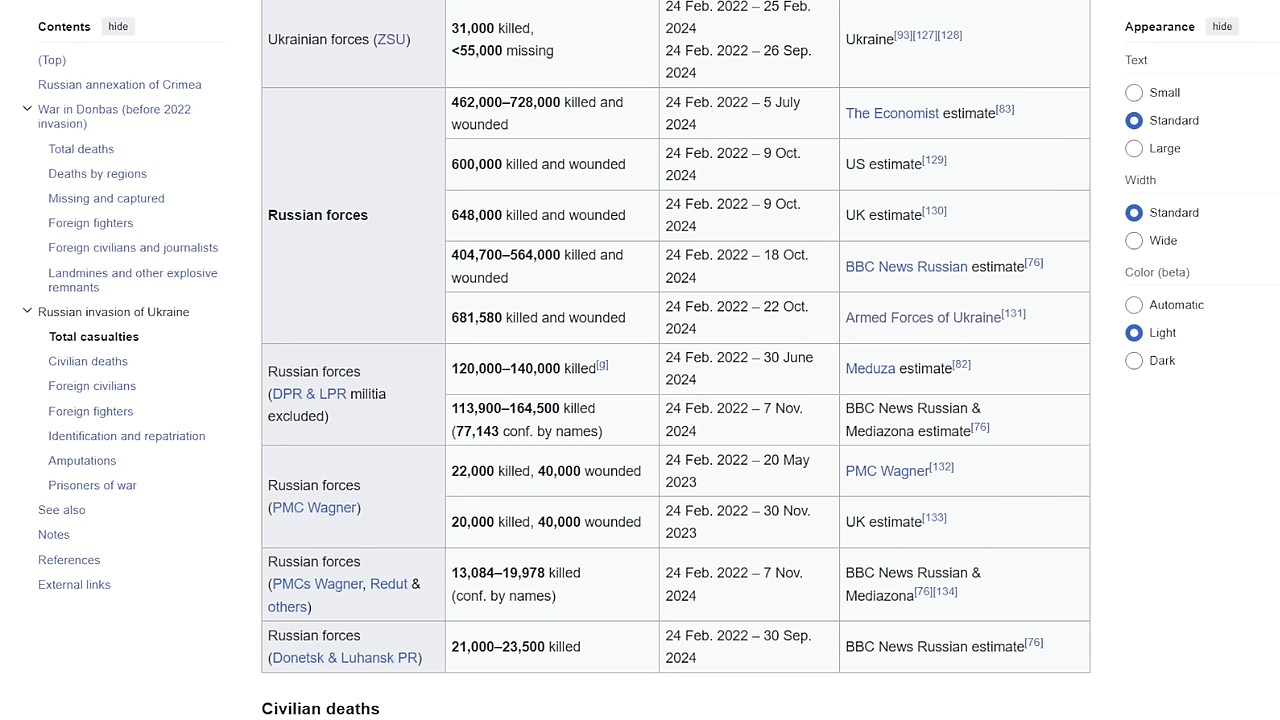 Contents hide
(Top)
Russian annexation of Crimea
War in Donbas (before 2022
invasion)
Total deaths
Deaths by regions
Missing and captured
Foreign fighters
Foreign civilians and journalists
Landmines and other explosive
remnants
Russian invasion of Ukraine
Total casualties
Civilian deaths
Foreign civilians
Foreign fighters
Identification and repatriation
Amputations
Prisoners of war
See also
Notes
References
External links
Ukrainian forces (ZSU)
31,000 killed,
<55,000 missing
24 Feb. 2022 – 25 Feb.
2024
24 Feb. 2022 – 26 Sep.
2024
Ukraine[93][127][128]
Russian forces
462,000–728,000 killed and
wounded
24 Feb. 2022 – 5 July
2024
The Economist estimate[83]
600,000 killed and wounded
24 Feb. 2022 – 9 Oct.
2024
US estimate[129]
648,000 killed and wounded
24 Feb. 2022 – 9 Oct.
2024
UK estimate[130]
404,700–564,000 killed and
wounded
24 Feb. 2022 – 18 Oct.
2024
BBC News Russian estimate[76]
681,580 killed and wounded
24 Feb. 2022 – 22 Oct.
2024
Armed Forces of Ukraine[131]
Russian forces
(DPR & LPR militia
excluded)
120,000–140,000 killed[g]
24 Feb. 2022 – 30 June
2024
Meduza estimate[82]
113,900–164,500 killed
(77,143 conf. by names)
24 Feb. 2022 – 7 Nov.
2024
BBC News Russian &
Mediazona estimate[76]
Russian forces
(PMC Wagner)
22,000 killed, 40,000 wounded
24 Feb. 2022 – 20 May
2023
PMC Wagner[132]
20,000 killed, 40,000 wounded
24 Feb. 2022 – 30 Nov.
2023
UK estimate[133]
Russian forces
(PMCs Wagner, Redut &
others)
13,084–19,978 killed
(conf. by names)
24 Feb. 2022 – 7 Nov.
2024
BBC News Russian &
Mediazona[76][134]
Russian forces
(Donetsk & Luhansk PR)
21,000–23,500 killed
24 Feb. 2022 – 30 Sep.
2024
BBC News Russian estimate[76]
Civilian deaths
Appearance hide
Text
Small
Standard
Large
Width
Standard
Wide
Color (beta)
Automatic
Light
Dark